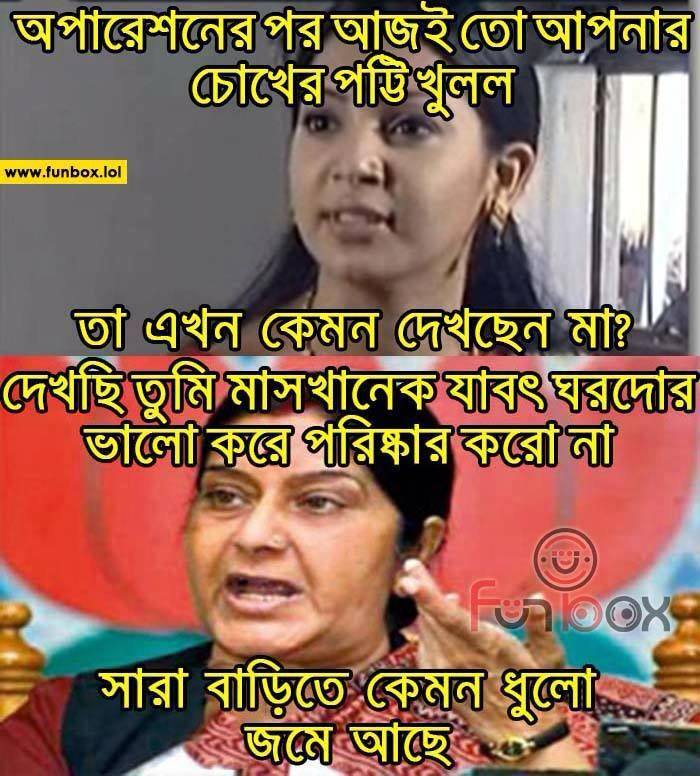 অপারেশনের পর আজই তো আপনার
চোখের পট্টি খুলল
www.funbox.lol
তা এখন কেমন দেখছেন মা?
দেখছি তুমি মাসখানেক যাবৎ ঘরদোর
ভালো করে পরিষ্কার করো না
Funbox
সারা বাড়িতে কেমন ধুলো
জমে আছে